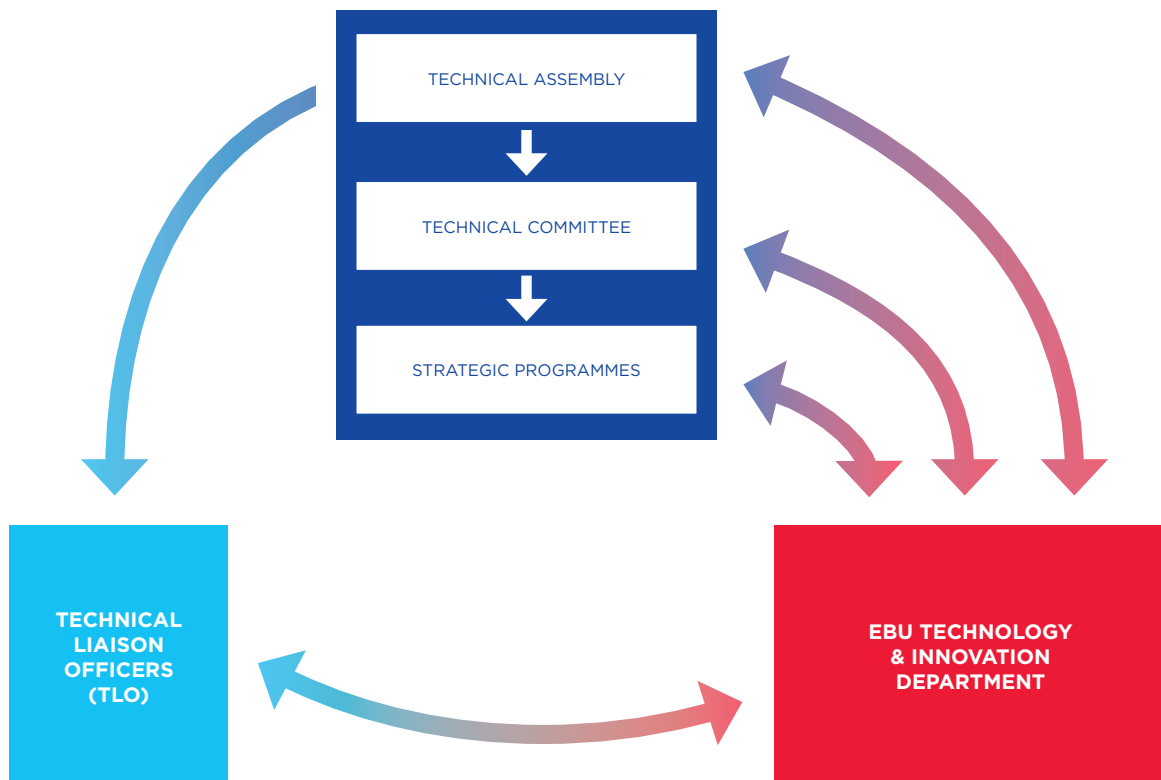 TECHNICAL ASSEMBLY
TECHNICAL COMMITTEE
STRATEGIC PROGRAMMES
TECHNICAL
LIAISON
OFFICERS
(TLO)
EBU TECHNOLOGY
& INNOVATION
DEPARTMENT